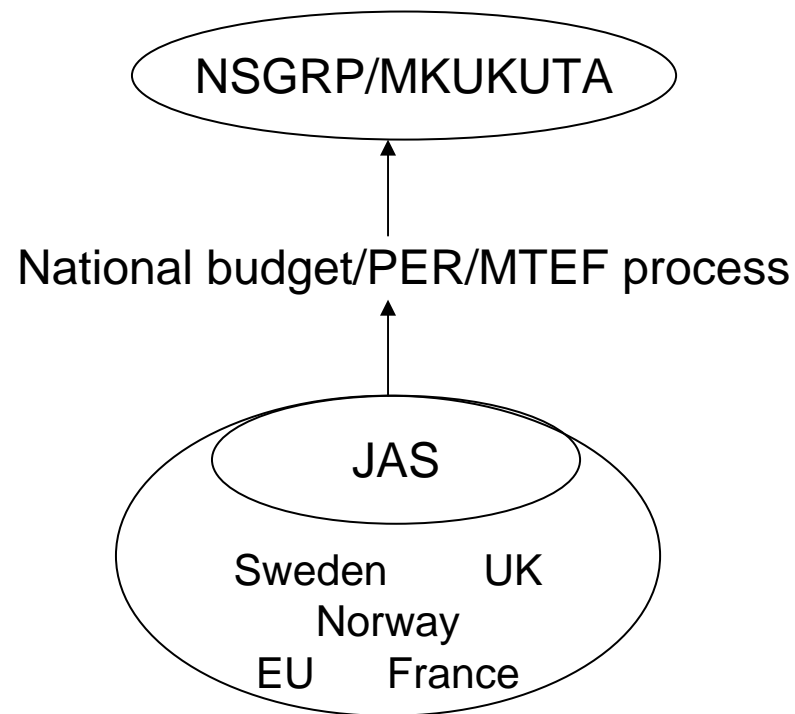 NSGRP/MKUKUTA
National budget/PER/MTEF process
JAS
Sweden UK
Norway
EU France